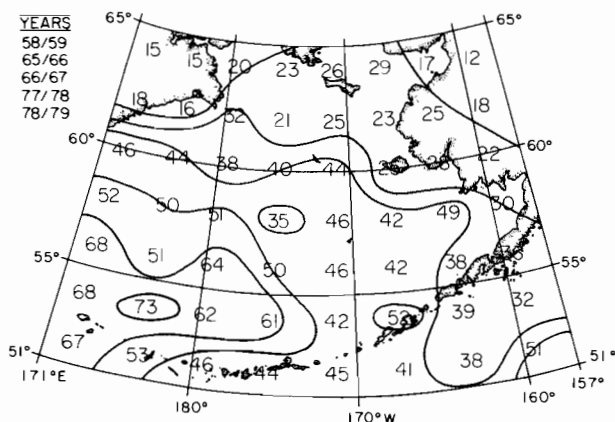 65° 65°
YEARS
58/59
65/66
66/67
77/78
78/79
15 15 20 23 26 29 17 12
18 16 32 21 25 23 25 18
60° 60°
46 44 38 40 44 22
52 50 51 35 46 42 49 30
68 51 64 50 46 42 38
55° 55°
68 73 62 61 42 52 39 32
67 53 46 44 45 41 38 51
51° 51°
171°E 180° 170°W 160° 157°